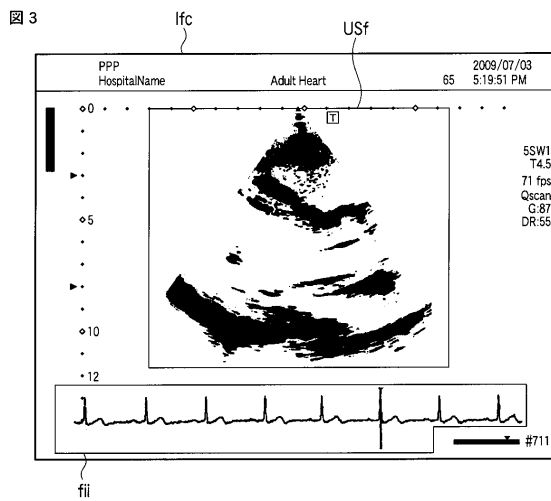 図 3
Ifc
USf
PPP
2009/07/03
HospitalName
Adult Heart
65
5:19:51 PM
0
T
5SW1
T4.5
71 fps
Qscan
G:87
DR:55
5
10
12
#711
fii